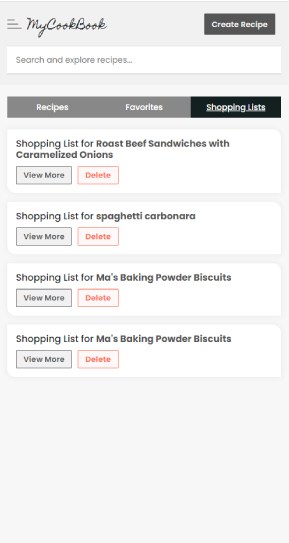 MyCookBook
Create Recipe
Search and explore recipes...
Recipes
Favorites
Shopping Lists
Shopping List for Roast Beef Sandwiches with
Caramelized Onions
View More
Delete
Shopping List for spaghetti carbonara
View More
Delete
Shopping List for Ma's Baking Powder Biscuits
View More
Delete
Shopping List for Ma's Baking Powder Biscuits
View More
Delete